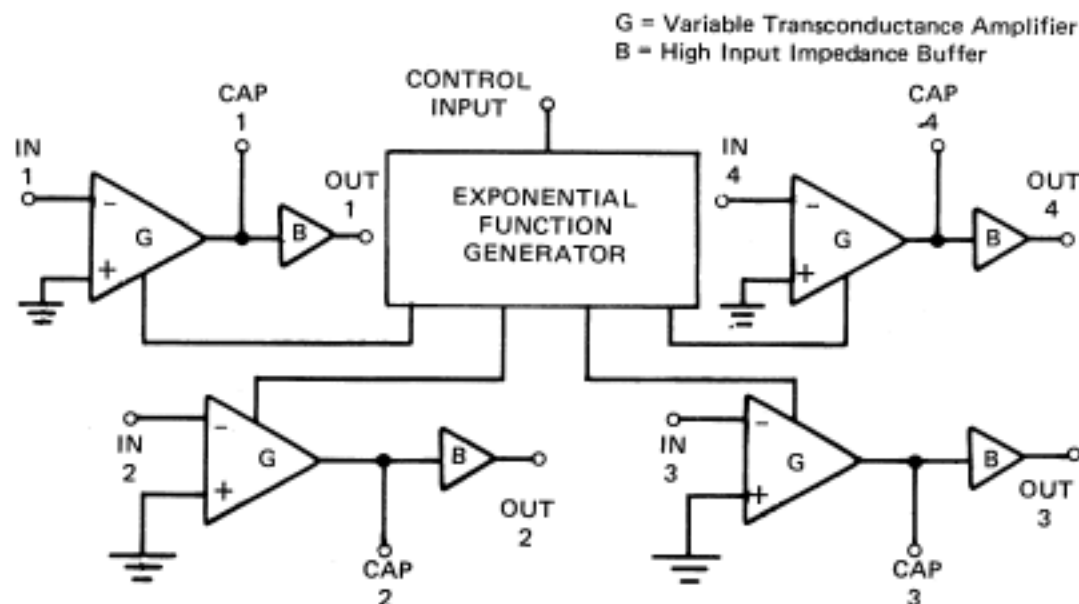 G = Variable Transconductance Amplifier
B = High Input Impedance Buffer
CONTROL
INPUT
CAP
1
CAP
4
IN
1
OUT
1
IN
4
OUT
4
EXPONENTIAL
FUNCTION
GENERATOR
-
G
+
B
-
G
+
B
IN
2
-
G
+
B
OUT
2
CAP
2
IN
3
-
G
+
B
OUT
3
CAP
3